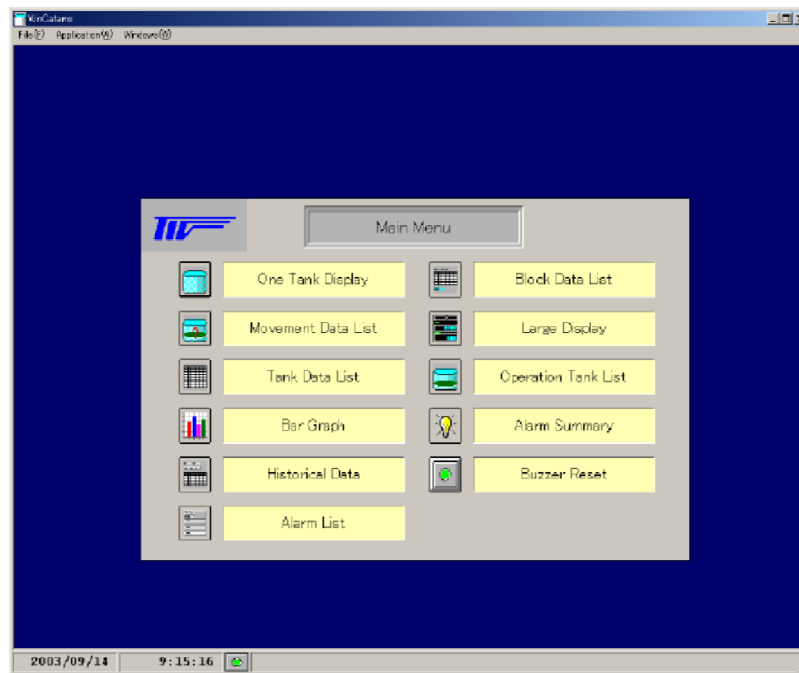 WinCatams
File(F) Application(A) Windows(W)
TIW
Main Menu
One Tank Display
Block Data List
Movement Data List
Large Display
Tank Data List
Operation Tank List
Bar Graph
Alarm Summary
Historical Data
Buzzer Reset
Alarm List
2003/09/14 9:15:16